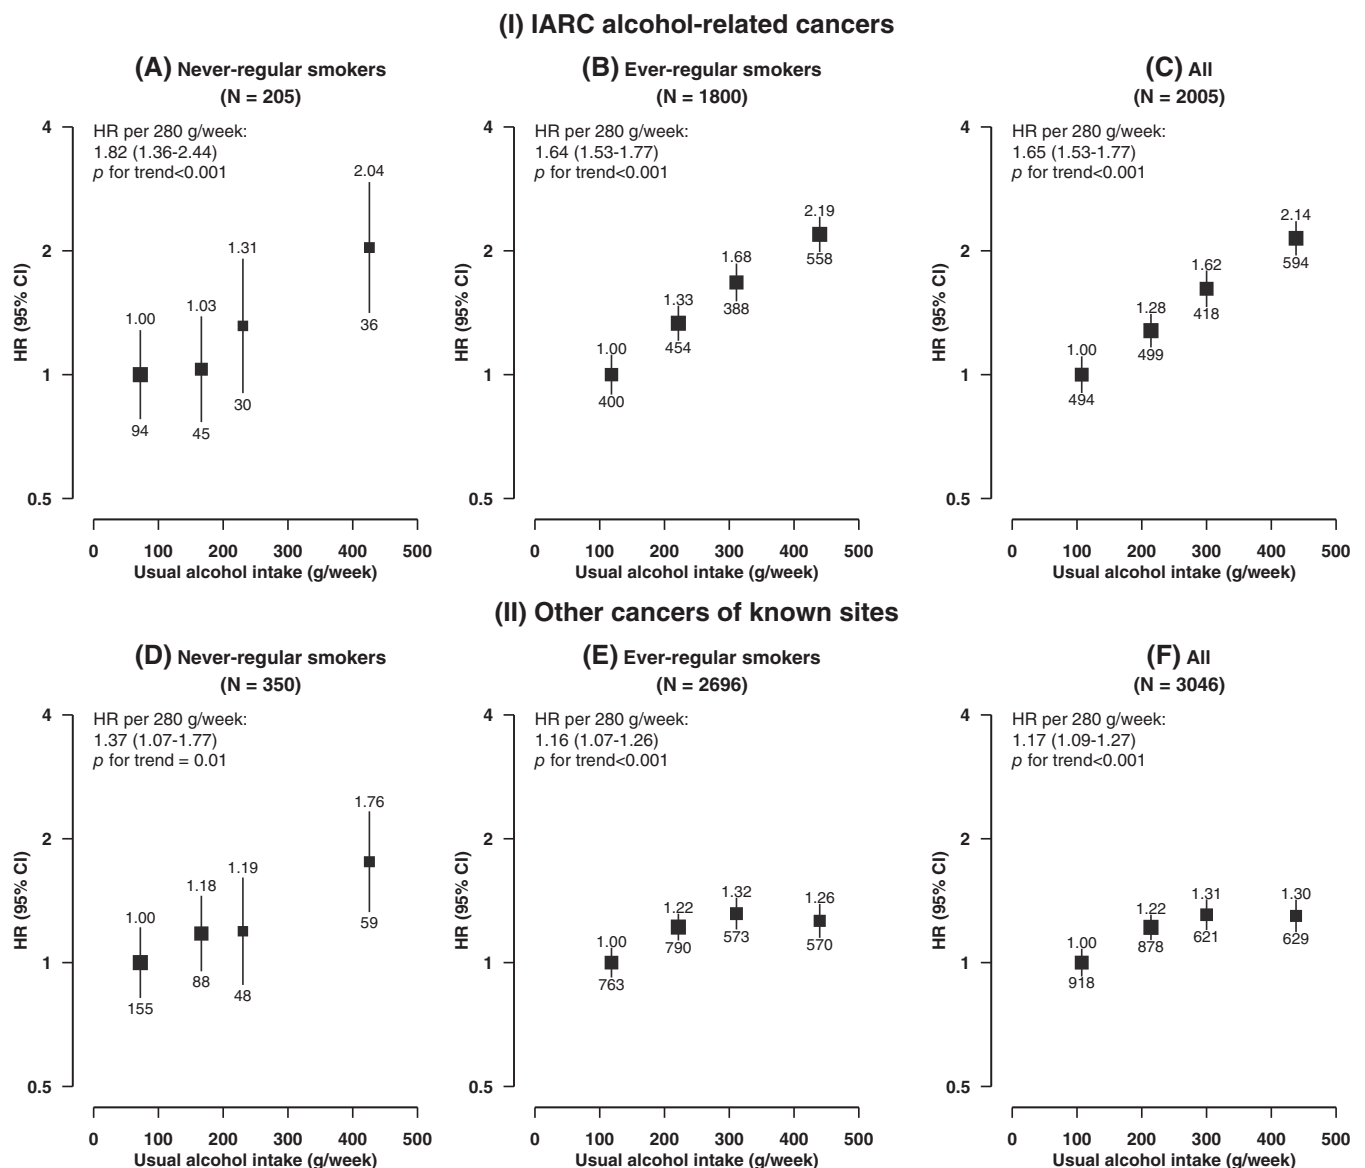 (I) IARC alcohol-related cancers
(A) Never-regular smokers
(N = 205)
HR per 280 g/week:
1.82 (1.36-2.44)
p for trend<0.001
4
2
1
0.5
HR (95% CI)
1.00
94
1.03
45
1.31
30
2.04
36
0 100 200 300 400 500
Usual alcohol intake (g/week)
(B) Ever-regular smokers
(N = 1800)
HR per 280 g/week:
1.64 (1.53-1.77)
p for trend<0.001
4
2
1
0.5
HR (95% CI)
1.00
400
1.33
454
1.68
388
2.19
558
0 100 200 300 400 500
Usual alcohol intake (g/week)
(C) All
(N = 2005)
HR per 280 g/week:
1.65 (1.53-1.77)
p for trend<0.001
4
2
1
0.5
HR (95% CI)
1.00
494
1.28
499
1.62
418
2.14
594
0 100 200 300 400 500
Usual alcohol intake (g/week)
(II) Other cancers of known sites
(D) Never-regular smokers
(N = 350)
HR per 280 g/week:
1.37 (1.07-1.77)
p for trend = 0.01
4
2
1
0.5
HR (95% CI)
1.00
155
1.18
88
1.19
48
1.76
59
0 100 200 300 400 500
Usual alcohol intake (g/week)
(E) Ever-regular smokers
(N = 2696)
HR per 280 g/week:
1.16 (1.07-1.26)
p for trend<0.001
4
2
1
0.5
HR (95% CI)
1.00
763
1.22
790
1.32
573
1.26
570
0 100 200 300 400 500
Usual alcohol intake (g/week)
(F) All
(N = 3046)
HR per 280 g/week:
1.17 (1.09-1.27)
p for trend<0.001
4
2
1
0.5
HR (95% CI)
1.00
918
1.22
878
1.31
621
1.30
629
0 100 200 300 400 500
Usual alcohol intake (g/week)